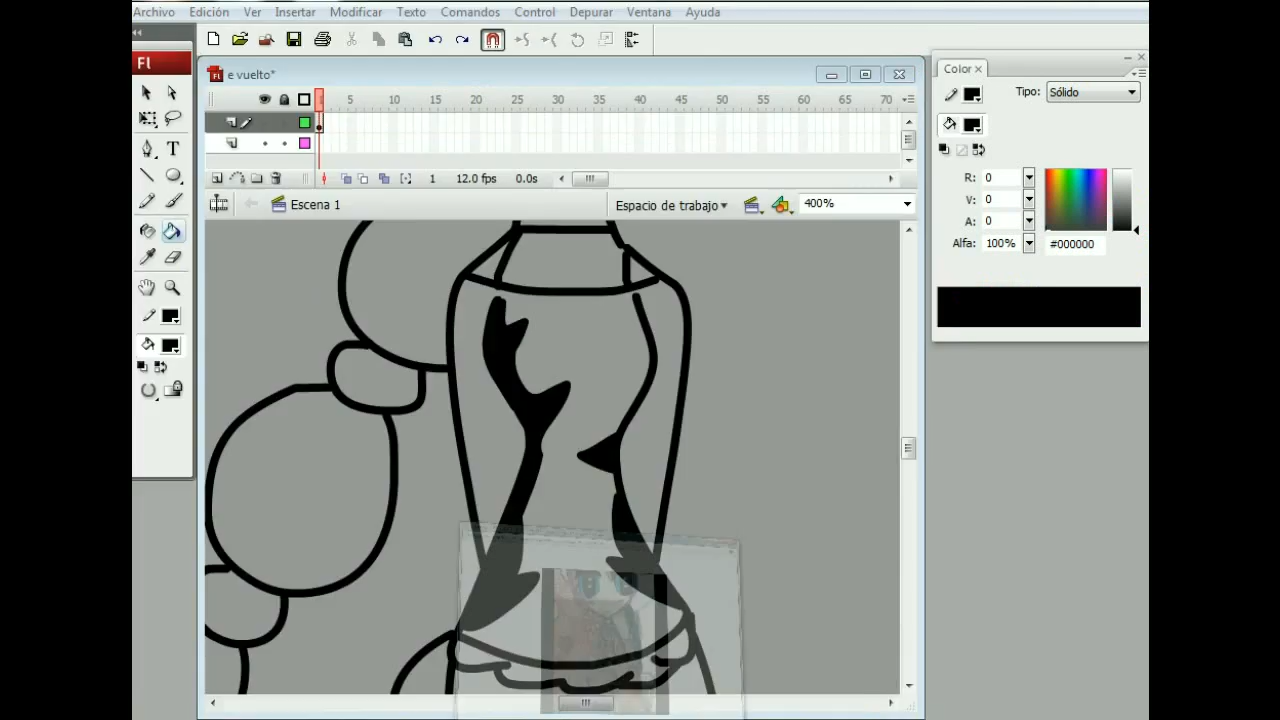 Archivo Edición Ver Insertar Modificar Texto Comandos Control Depurar Ventana Ayuda
Fl
e vuelto*
1 5 10 15 20 25 30 35 40 45 50 55 60 65 70
1 12.0 fps 0.0s
Escena 1
Espacio de trabajo
400%
Color
Tipo: Sólido
R: 0
V: 0
A: 0
Alfa: 100% #000000
T